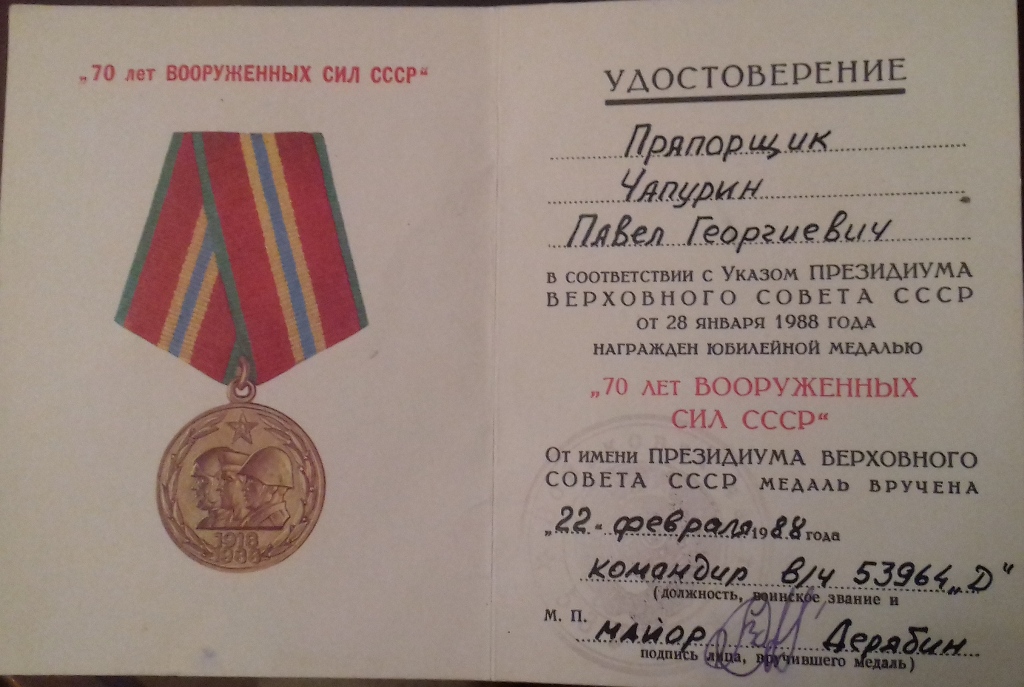 „70 лет ВООРУЖЕННЫХ СИЛ СССР“
1918
1988
УДОСТОВЕРЕНИЕ
Прапорщик
Чапурин
Павел Георгиевич
В СООТВЕТСТВИИ С УКАЗОМ ПРЕЗИДИУМА
ВЕРХОВНОГО СОВЕТА СССР
ОТ 28 ЯНВАРЯ 1988 ГОДА
НАГРАЖДЕН ЮБИЛЕЙНОЙ МЕДАЛЬЮ
„70 ЛЕТ ВООРУЖЕННЫХ
СИЛ СССР“
ОТ ИМЕНИ ПРЕЗИДИУМА ВЕРХОВНОГО
СОВЕТА СССР МЕДАЛЬ ВРУЧЕНА
„22“ февраля 1988 года
командир в/ч 53964 „D“
(должность, воинское звание и
М. П.
майор Дерябин
подпись лица, вручившего медаль)